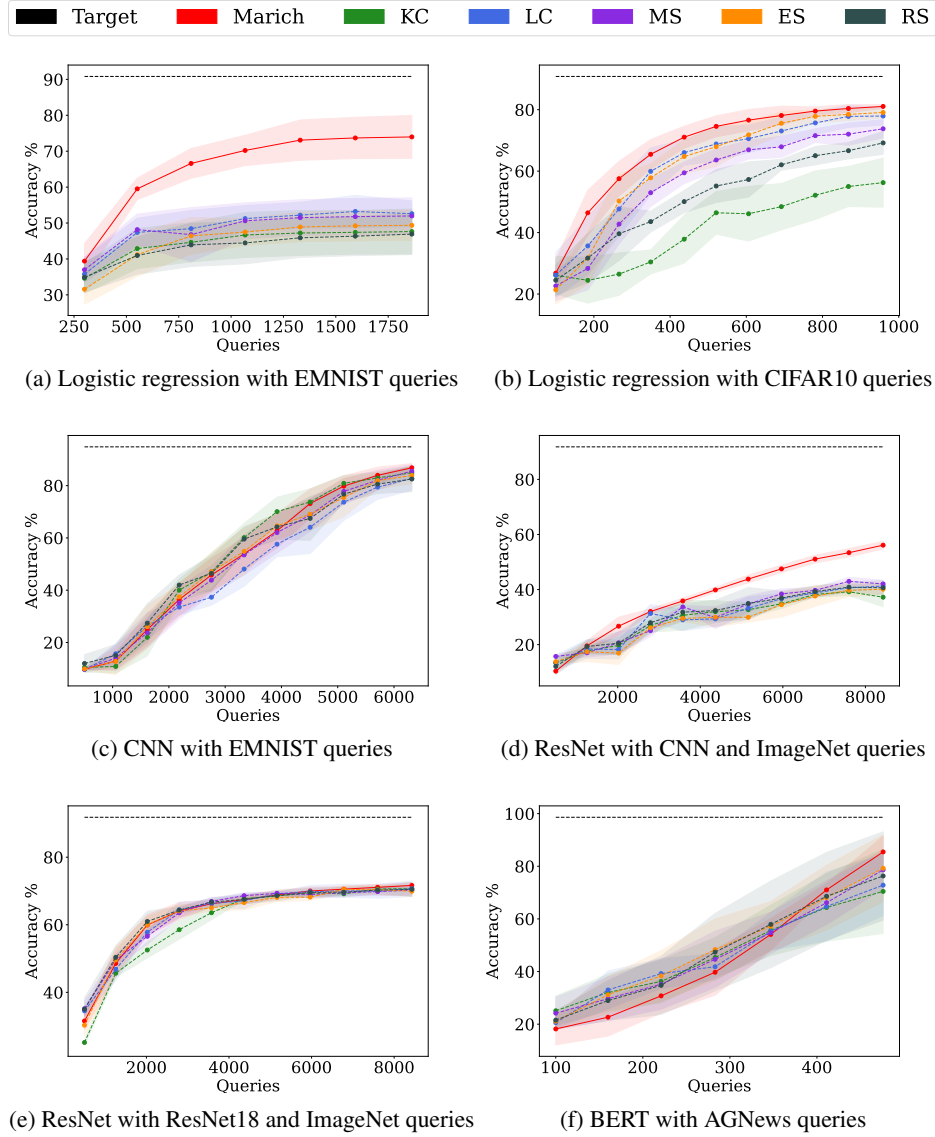 Target Marich KC LC MS ES RS
90
80
70
60
50
40
30
Accuracy %
250 500 750 1000 1250 1500 1750
Queries
(a) Logistic regression with EMNIST queries
80
60
40
20
Accuracy %
200 400 600 800 1000
Queries
(b) Logistic regression with CIFAR10 queries
80
60
40
20
Accuracy %
1000 2000 3000 4000 5000 6000
Queries
(c) CNN with EMNIST queries
80
60
40
20
Accuracy %
2000 4000 6000 8000
Queries
(d) ResNet with CNN and ImageNet queries
80
60
40
Accuracy %
2000 4000 6000 8000
Queries
(e) ResNet with ResNet18 and ImageNet queries
100
80
60
40
20
Accuracy %
100 200 300 400
Queries
(f) BERT with AGNews queries